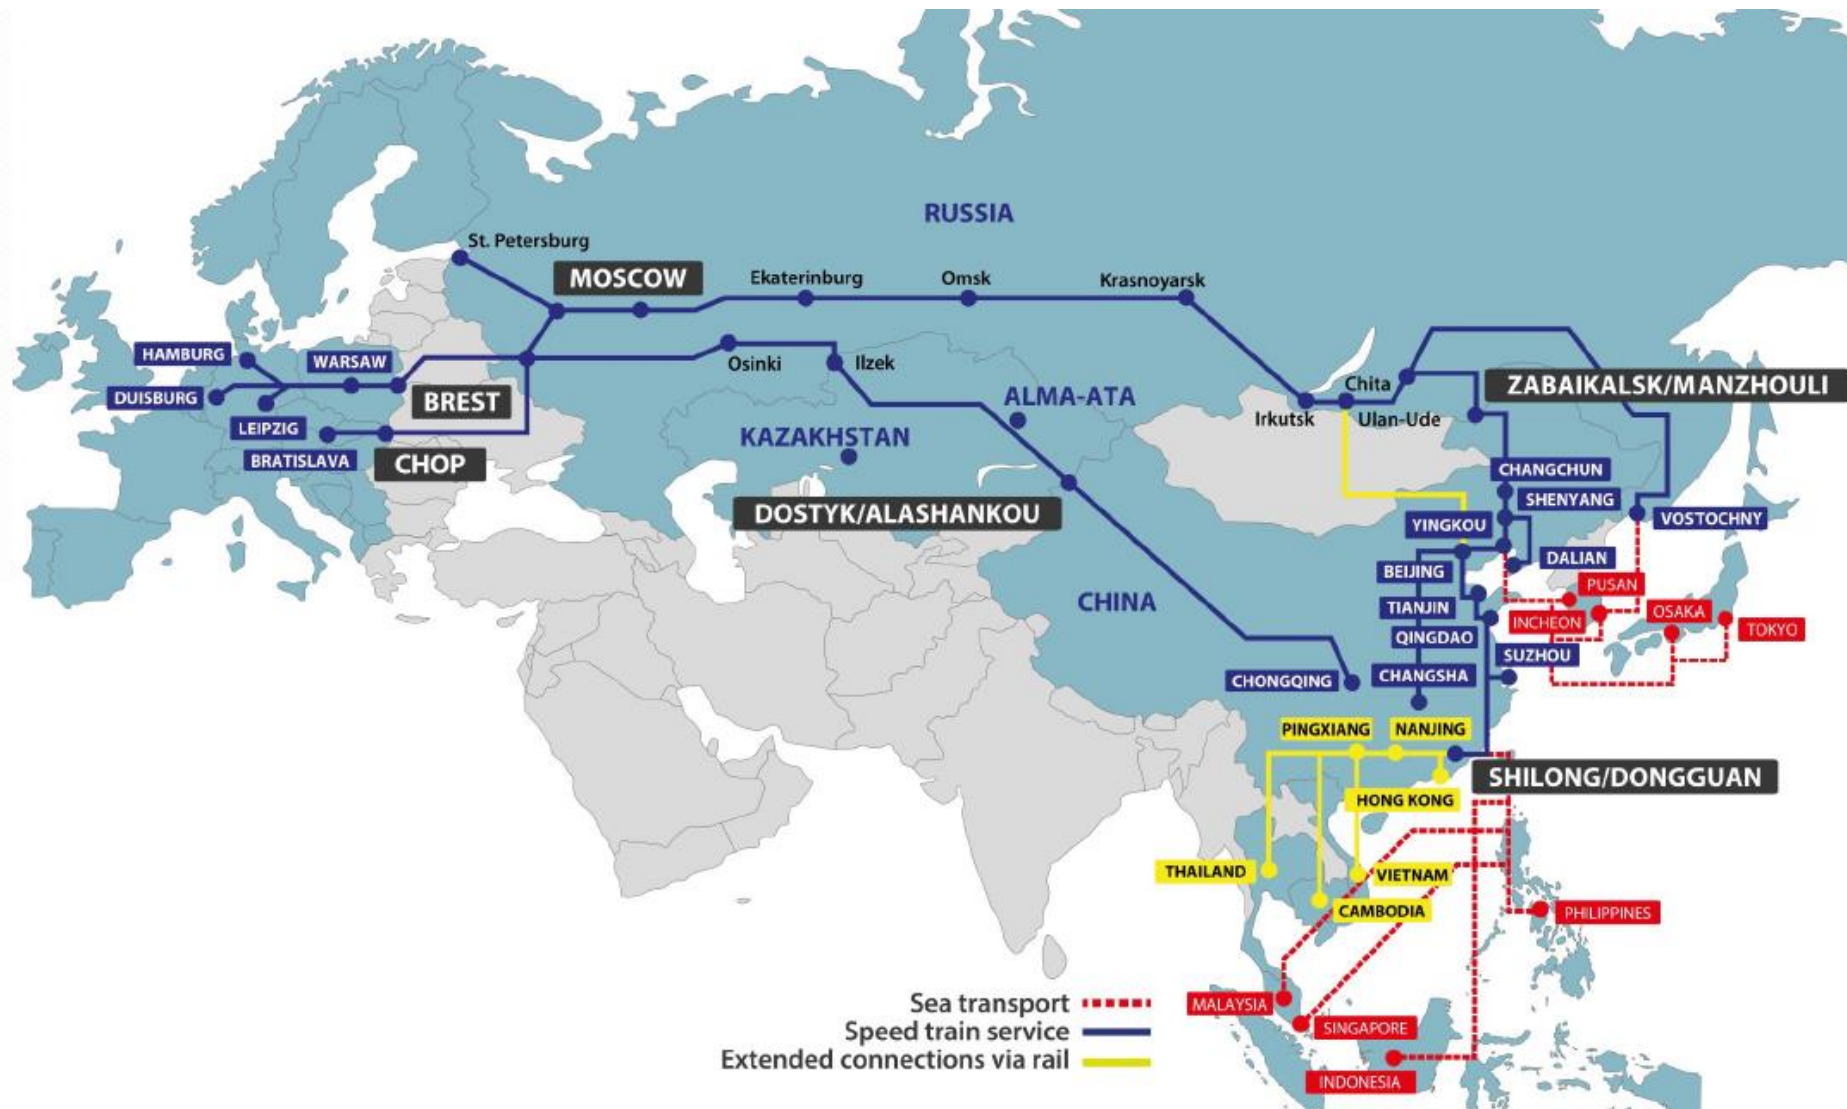 RUSSIA
St. Petersburg
MOSCOW
Ekaterinburg
Omsk
Krasnoyarsk
HAMBURG
WARSAW
DUISBURG
BREST
LEIPZIG
BRATISLAVA
CHOP
Osinki
Ilzek
ALMA-ATA
KAZAKHSTAN
DOSTYK/ALASHANKOU
Irkutsk
Chita
Ulan-Ude
ZABAIKALSK/MANZHOULI
CHANGCHUN
SHENYANG
YINGKOU
VOSTOCHNY
DALIAN
BEIJING
PUSAN
CHINA
TIANJIN
INCHEON
OSAKA
TOKYO
QINGDAO
SUZHOU
CHONGQING
CHANGSHA
PINGXIANG
NANJING
SHILONG/DONGGUAN
HONG KONG
THAILAND
VIETNAM
CAMBODIA
PHILIPPINES
MALAYSIA
SINGAPORE
INDONESIA
Sea transport
Speed train service
Extended connections via rail